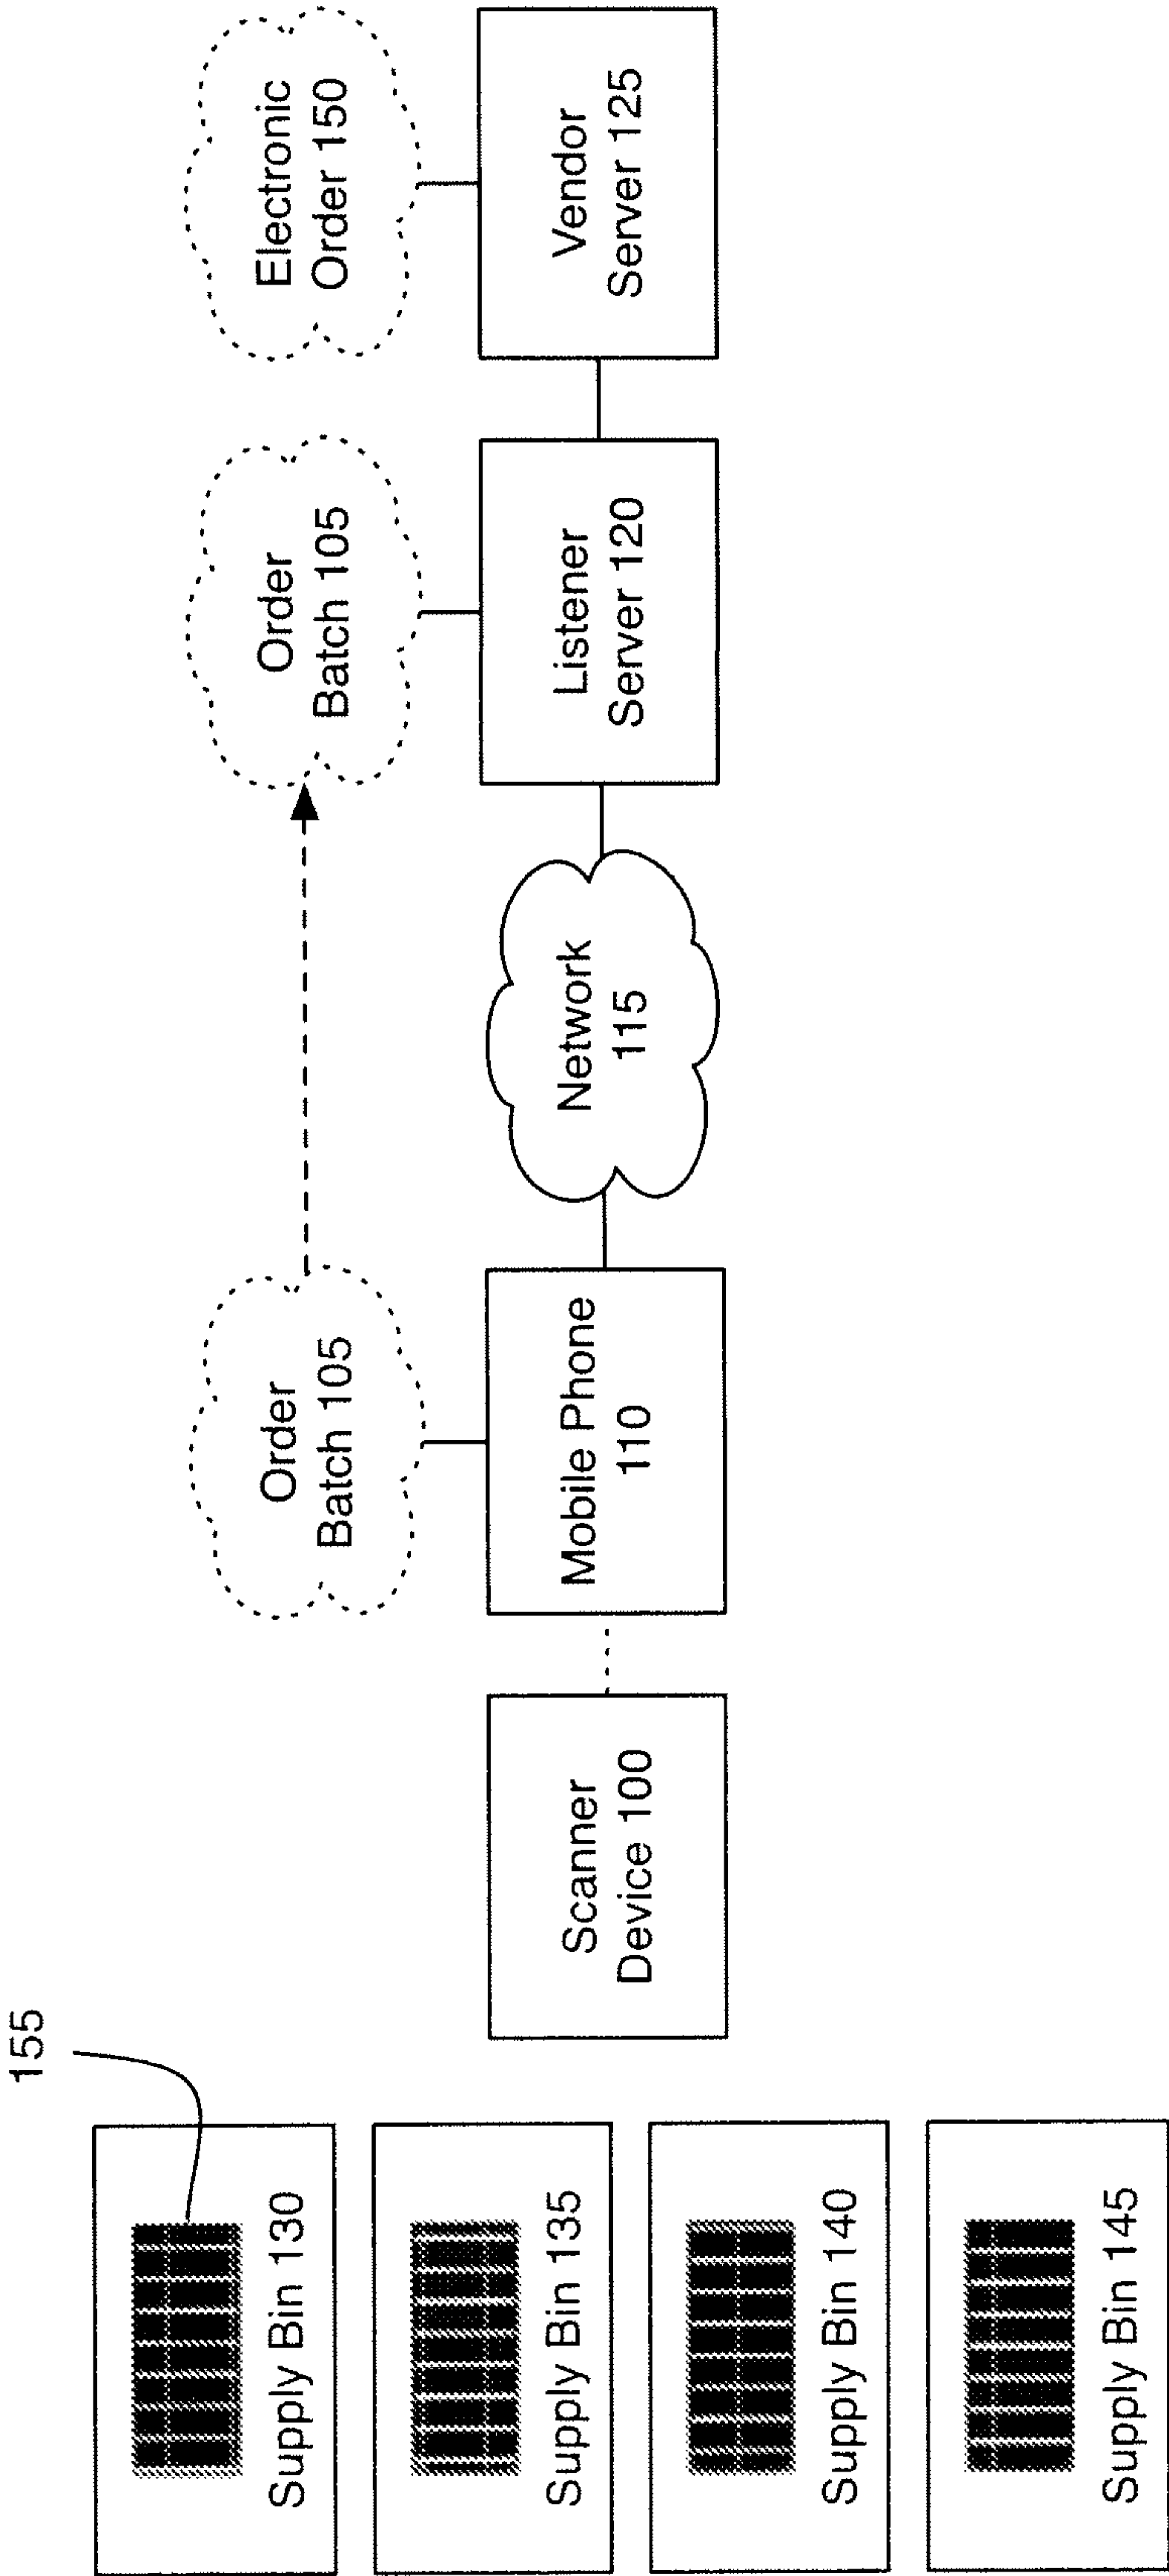 155
Supply Bin 130
Supply Bin 135
Supply Bin 140
Supply Bin 145
Scanner
Device 100
Order
Batch 105
Mobile Phone
110
Network
115
Order
Batch 105
Listener
Server 120
Electronic
Order 150
Vendor
Server 125